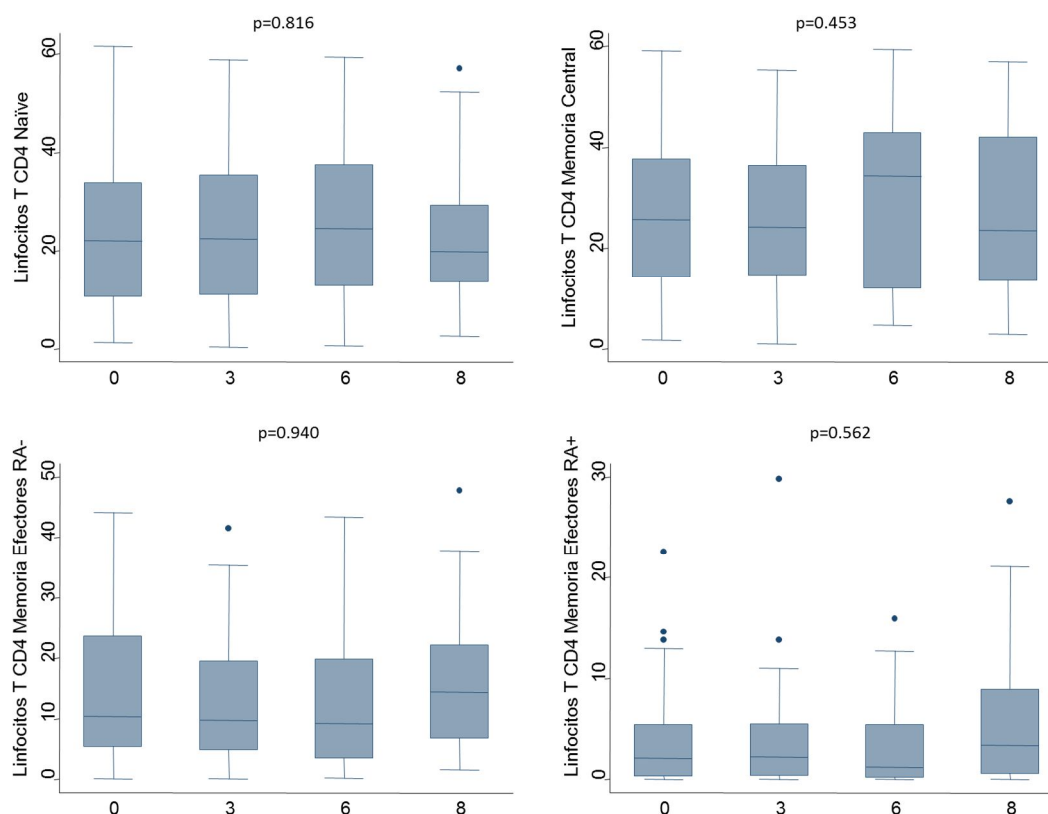 p=0.816
Linfocitos T CD4 Naïve
60
40
20
0
0 3 6 8
p=0.453
Linfocitos T CD4 Memoria Central
60
40
20
0
0 3 6 8
p=0.940
Linfocitos T CD4 Memoria Efectores RA-
50
40
30
20
10
0
0 3 6 8
p=0.562
Linfocitos T CD4 Memoria Efectores RA+
30
20
10
0
0 3 6 8